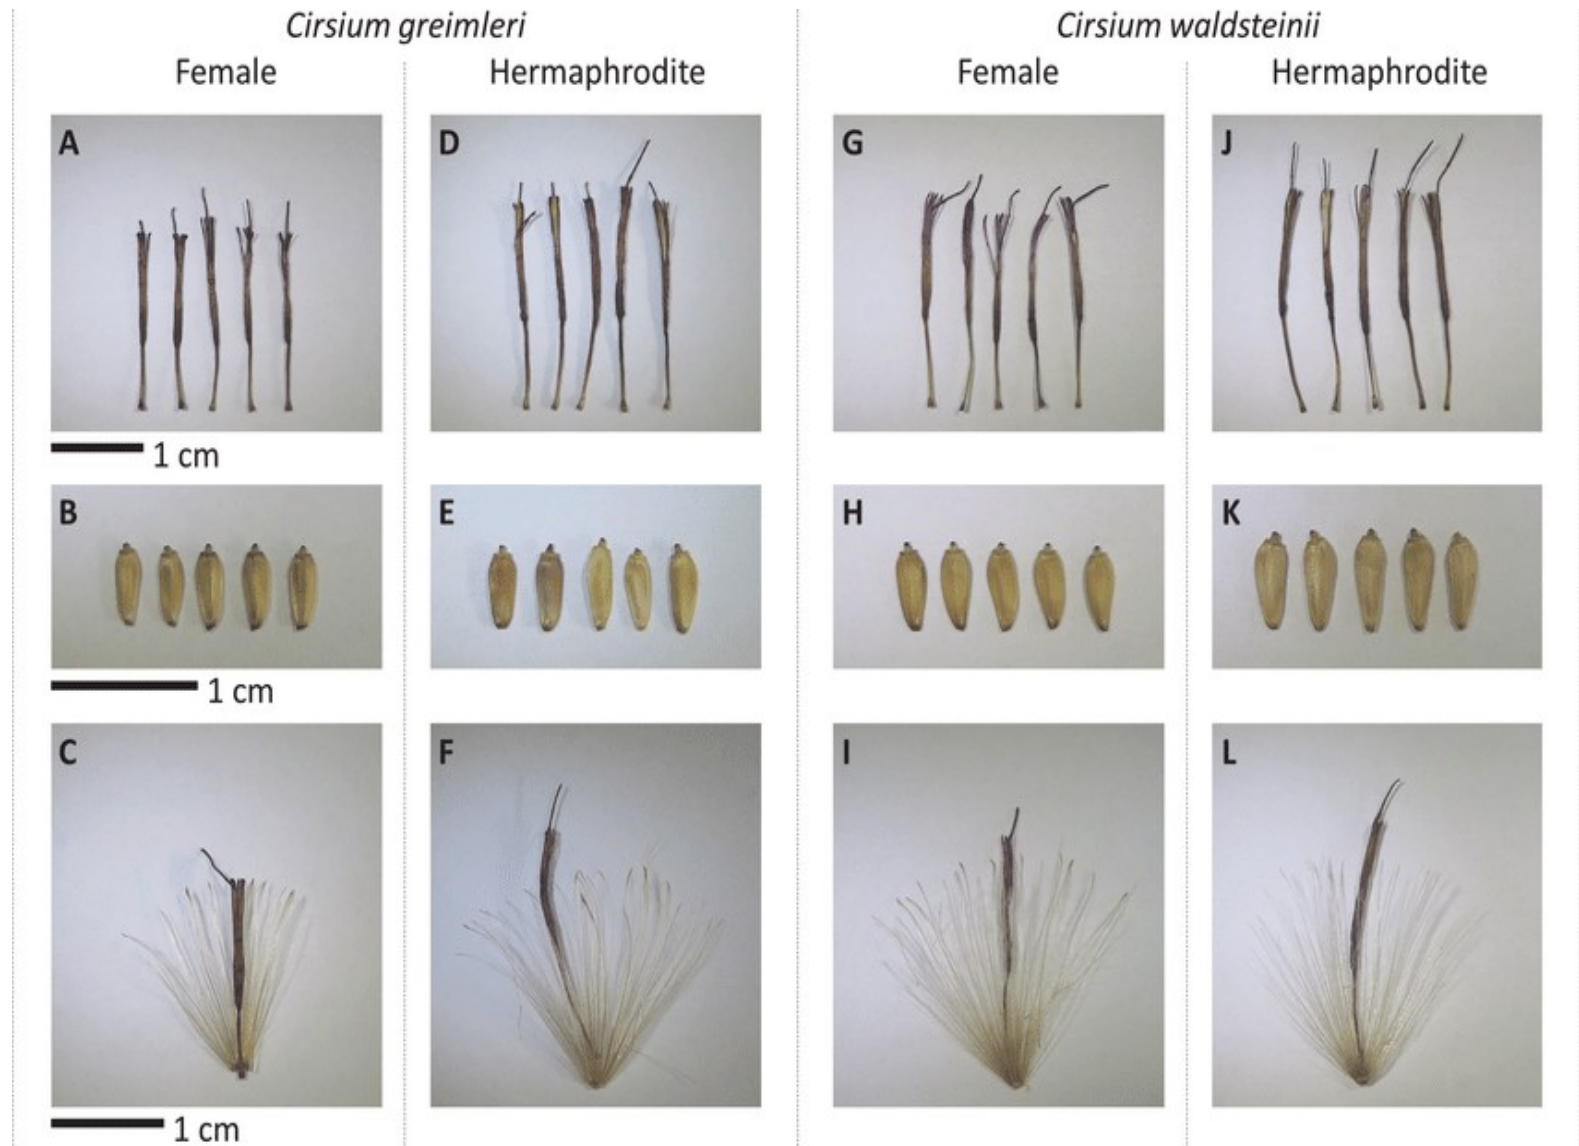 Cirsium greimleri
Cirsium waldsteinii
Female
Hermaphrodite
Female
Hermaphrodite
A
D
G
J
1 cm
B
E
H
K
1 cm
C
F
I
L
1 cm